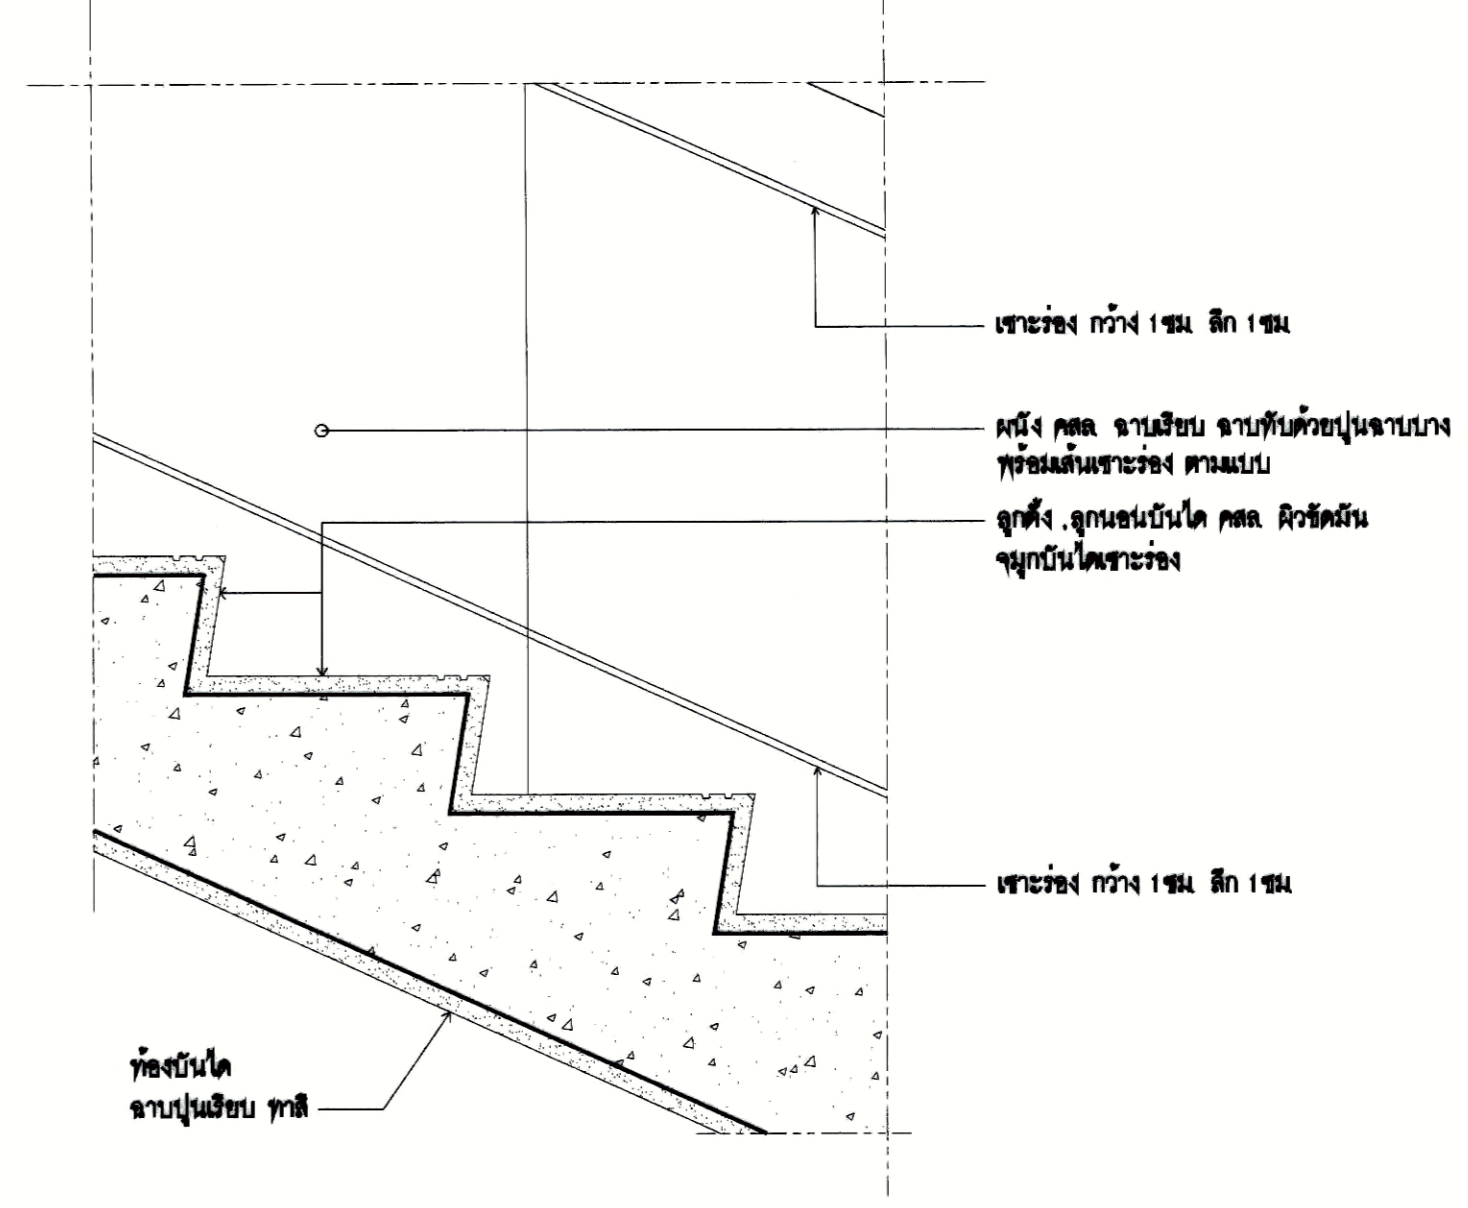 เซาะร่อง กว้าง 1ซม. ลึก 1ซม.
ผนัง คสล. ฉาบเรียบ ฉาบทับด้วยปูนฉาบบาง
พร้อมเส้นเซาะร่อง ตามแบบ
ลูกตั้ง ,ลูกนอนบันได คสล. ผิวขัดมัน
จมูกบันไดเซาะร่อง
เซาะร่อง กว้าง 1ซม. ลึก 1ซม.
ท้องบันได
ฉาบปูนเรียบ ทาสี